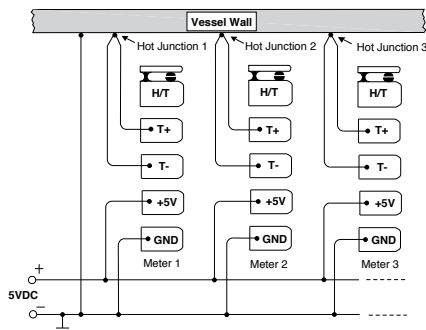 Vessel Wall
Hot Junction 1
Hot Junction 2
Hot Junction 3
H/T
H/T
H/T
T+
T+
T+
T-
T-
T-
+5V
+5V
+5V
GND
GND
GND
Meter 1
Meter 2
Meter 3
+
5VDC
−